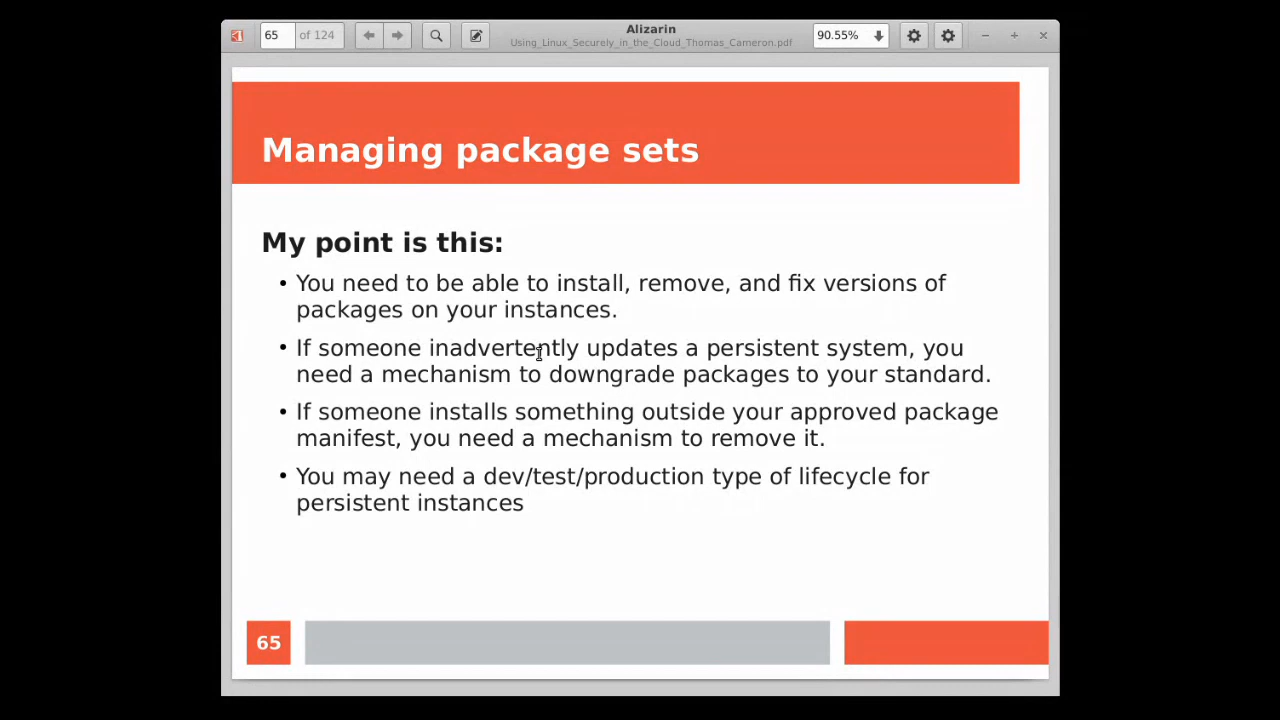 65
of 124
Alizarin
Using_Linux_Securely_in_the_Cloud_Thomas_Cameron.pdf
90.55%
Managing package sets
My point is this:
• You need to be able to install, remove, and fix versions of
packages on your instances.
• If someone inadvertently updates a persistent system, you
need a mechanism to downgrade packages to your standard.
• If someone installs something outside your approved package
manifest, you need a mechanism to remove it.
• You may need a dev/test/production type of lifecycle for
persistent instances
65